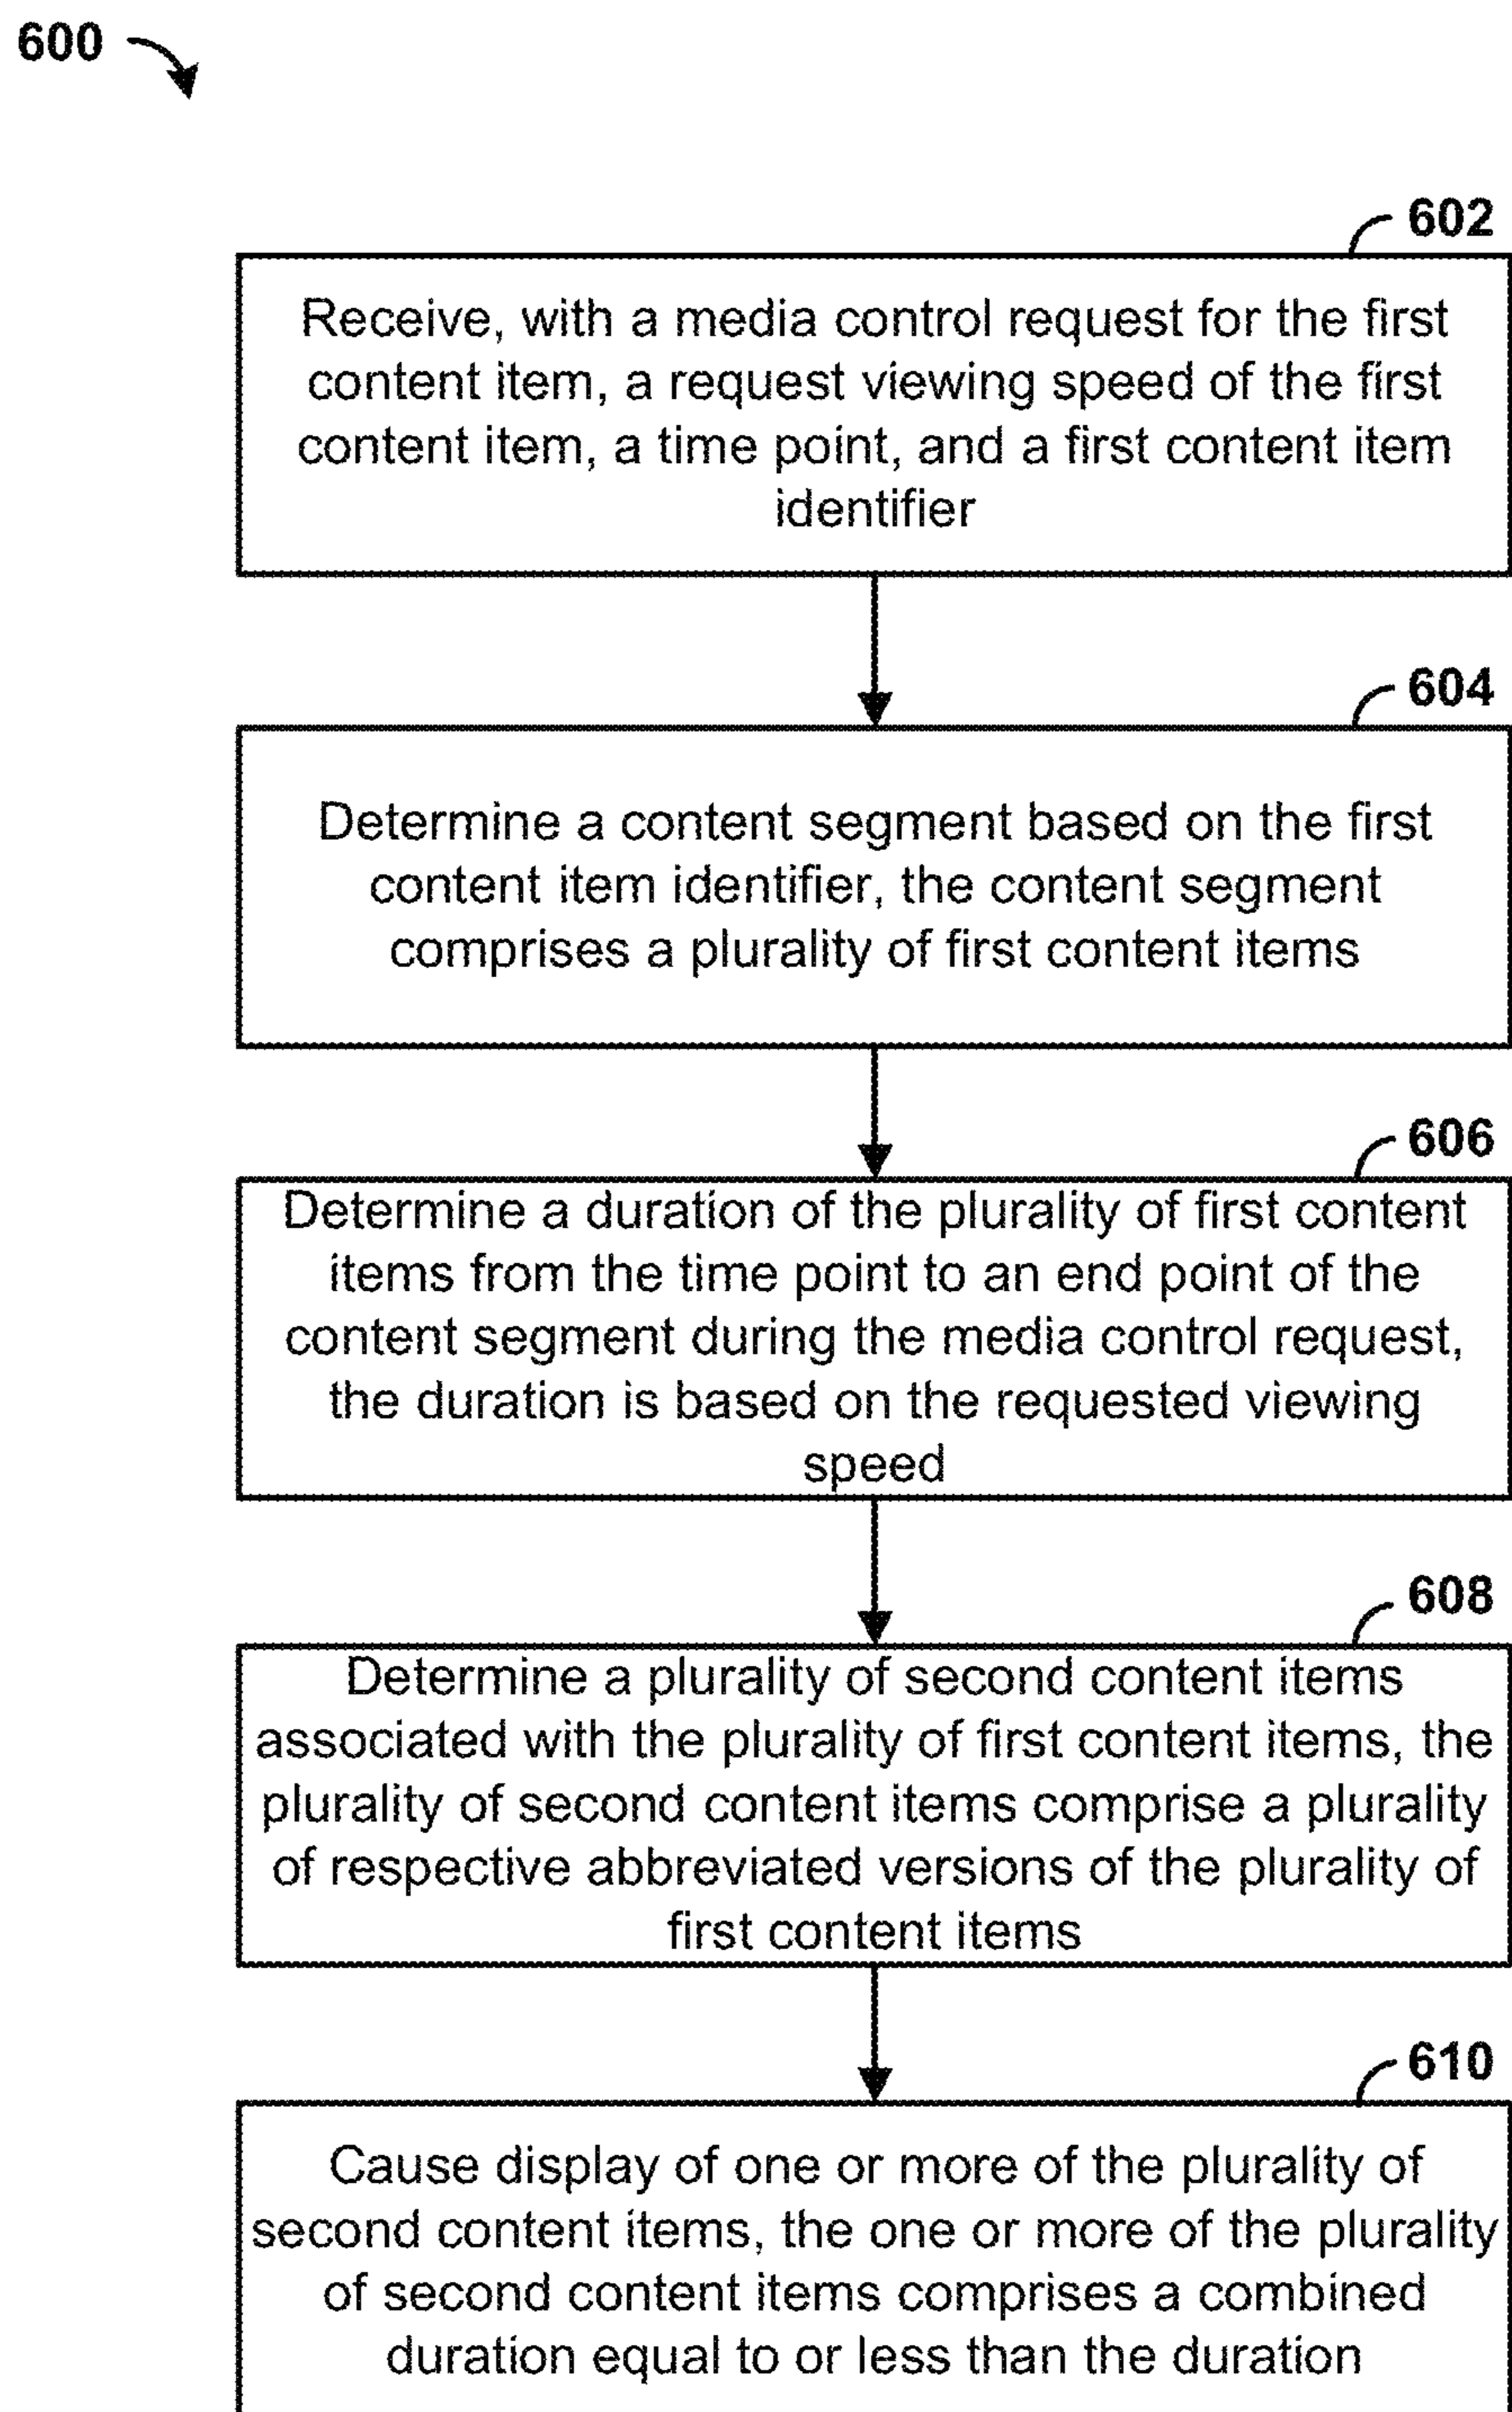 600
602
Receive, with a media control request for the first
content item, a request viewing speed of the first
content item, a time point, and a first content item
identifier
604
Determine a content segment based on the first
content item identifier, the content segment
comprises a plurality of first content items
606
Determine a duration of the plurality of first content
items from the time point to an end point of the
content segment during the media control request,
the duration is based on the requested viewing
speed
608
Determine a plurality of second content items
associated with the plurality of first content items, the
plurality of second content items comprise a plurality
of respective abbreviated versions of the plurality of
first content items
610
Cause display of one or more of the plurality of
second content items, the one or more of the plurality
of second content items comprises a combined
duration equal to or less than the duration